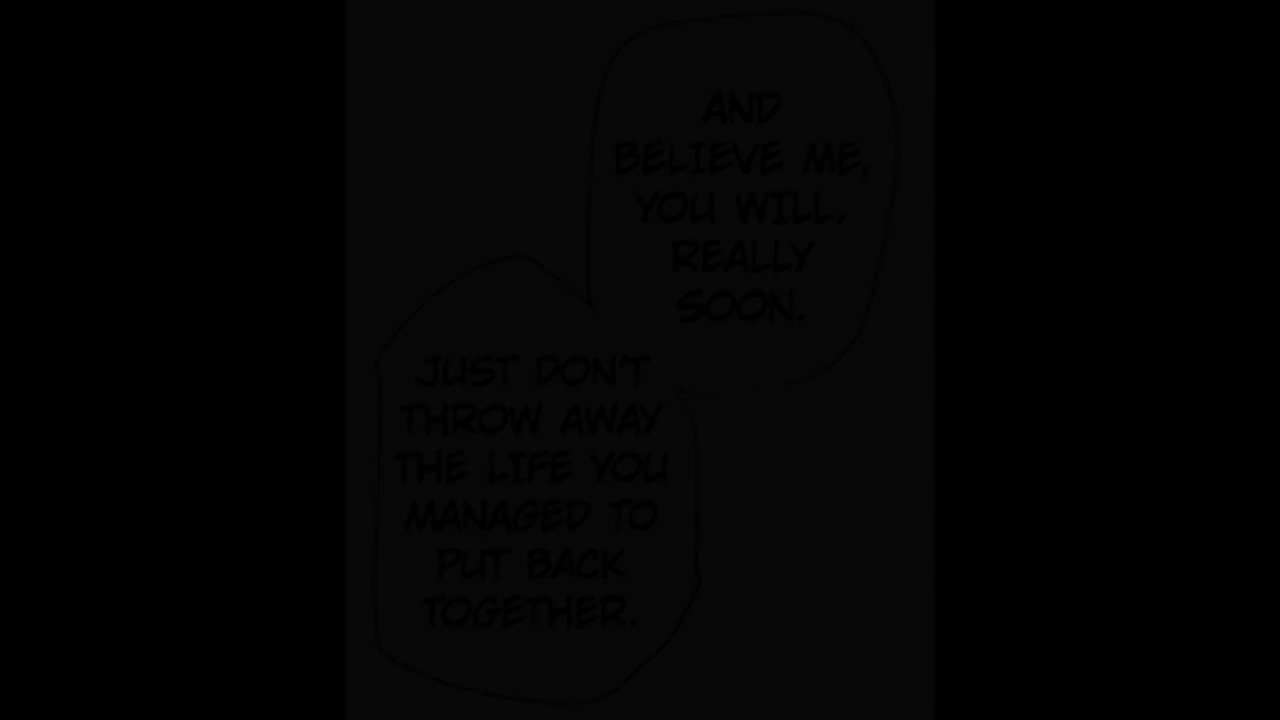 AND
BELIEVE ME,
YOU WILL.
REALLY
SOON.
JUST DON'T
THROW AWAY
THE LIFE YOU
MANAGED TO
PUT BACK
TOGETHER.